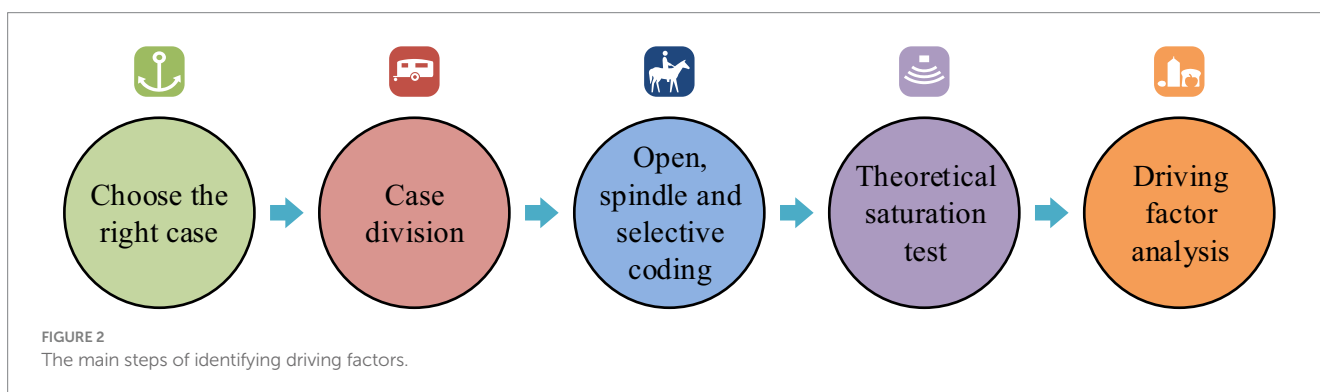 Choose the
right case
Case
division
Open,
spindle and
selective
coding
Theoretical
saturation
test
Driving
factor
analysis
FIGURE 2
The main steps of identifying driving factors.